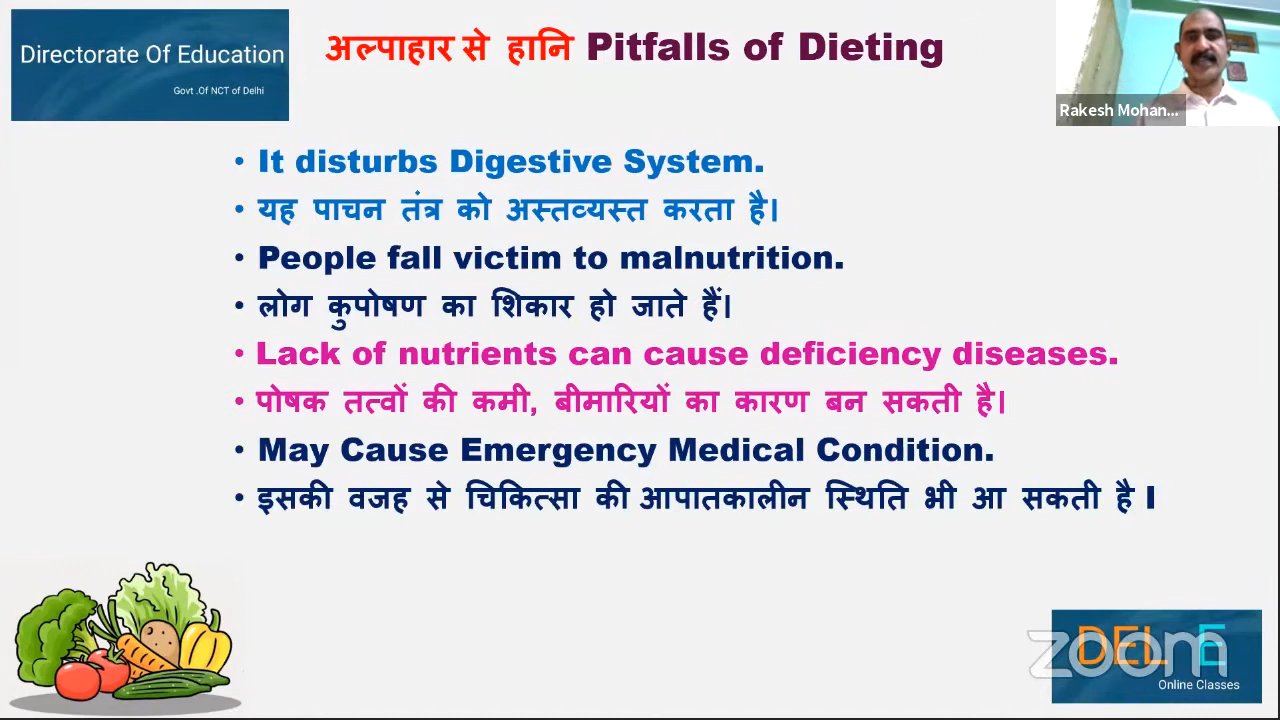 Directorate Of Education
Govt .Of NCT of Delhi
अल्पाहार से हानि Pitfalls of Dieting
Rakesh Mohan...
• It disturbs Digestive System.
• यह पाचन तंत्र को अस्तव्यस्त करता है।
• People fall victim to malnutrition.
• लोग कुपोषण का शिकार हो जाते हैं।
• Lack of nutrients can cause deficiency diseases.
• पोषक तत्वों की कमी, बीमारियों का कारण बन सकती है।
• May Cause Emergency Medical Condition.
• इसकी वजह से चिकित्सा की आपातकालीन स्थिति भी आ सकती है I
zoom
Online Classes